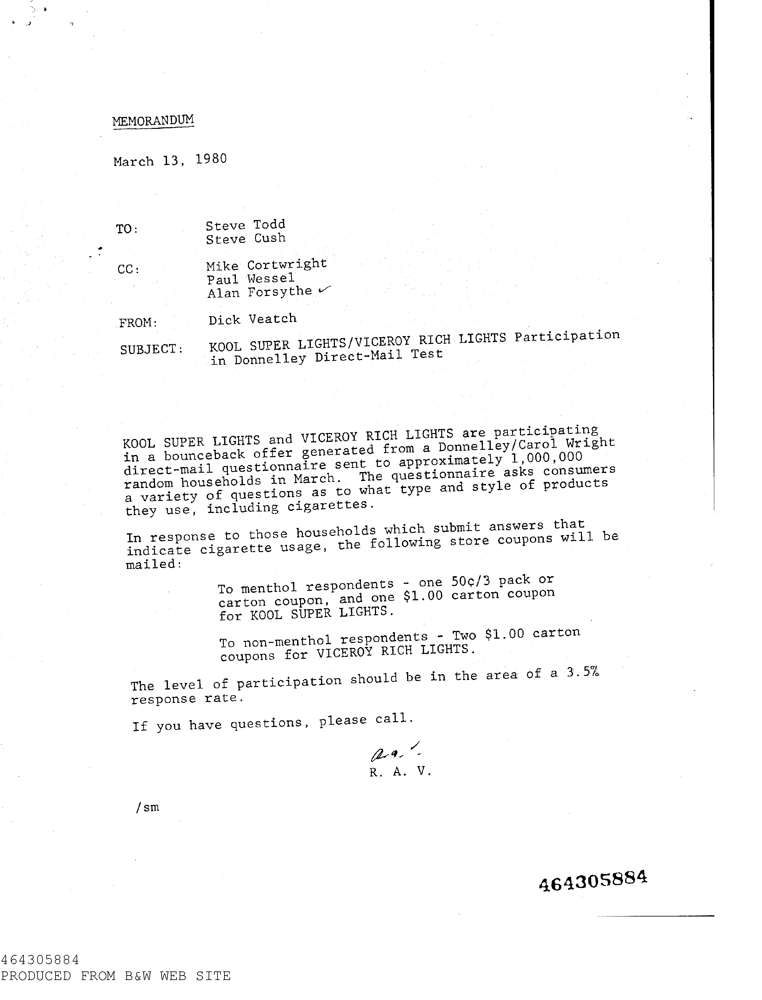 MEMORANDUM
March 13, 1980
TO: Steve Todd
Steve Cush
CC: Mike Cortwright
Paul Wessel
Alan Forsythe ✓
FROM: Dick Veatch
SUBJECT: KOOL SUPER LIGHTS/VICEROY RICH LIGHTS Participation
in Donnelley Direct-Mail Test
KOOL SUPER LIGHTS and VICEROY RICH LIGHTS are participating
in a bounceback offer generated from a Donnelley/Carol Wright
direct-mail questionnaire sent to approximately 1,000,000
random households in March. The questionnaire asks consumers
a variety of questions as to what type and style of products
they use, including cigarettes.
In response to those households which submit answers that
indicate cigarette usage, the following store coupons will be
mailed:
To menthol respondents - one 50¢/3 pack or
carton coupon, and one $1.00 carton coupon
for KOOL SUPER LIGHTS.
To non-menthol respondents - Two $1.00 carton
coupons for VICEROY RICH LIGHTS.
The level of participation should be in the area of a 3.5%
response rate.
If you have questions, please call.
R. A. V.
/sm
464305884
464305884
PRODUCED FROM B&W WEB SITE